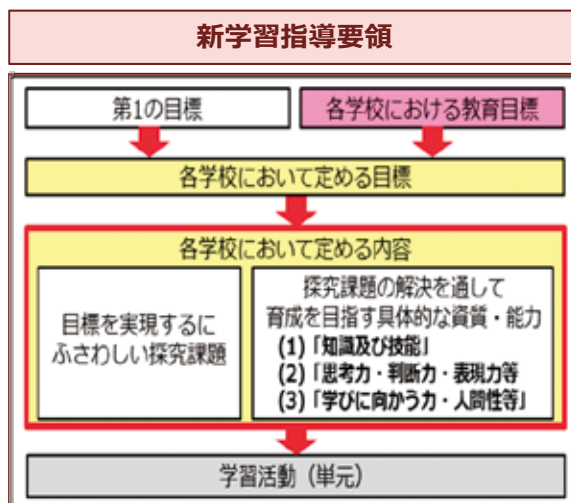 新学習指導要領
第1の目標
各学校における教育目標
各学校において定める目標
各学校において定める内容
目標を実現するに
ふさわしい探究課題
探究課題の解決を通して
育成を目指す具体的な資質・能力
(1)「知識及び技能」
(2)「思考力・判断力・表現力等
(3)「学びに向かう力・人間性等」
学習活動（単元）